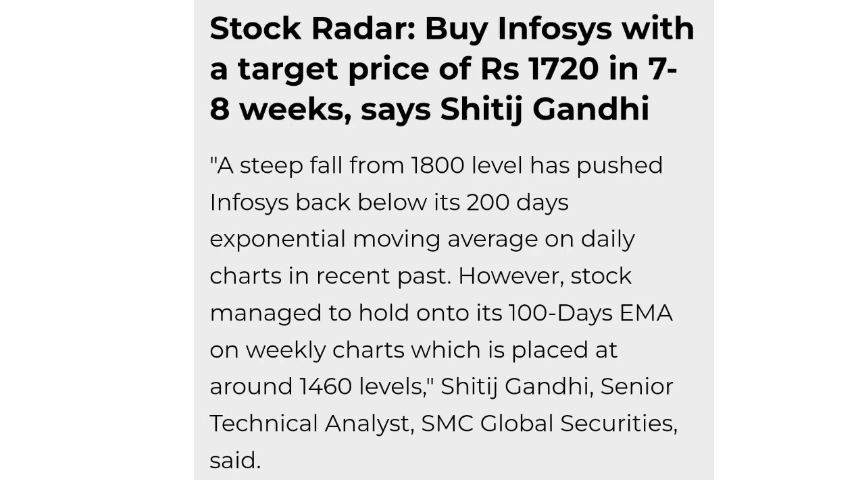 Stock Radar: Buy Infosys with
a target price of Rs 1720 in 7-
8 weeks, says Shitij Gandhi
"A steep fall from 1800 level has pushed
Infosys back below its 200 days
exponential moving average on daily
charts in recent past. However, stock
managed to hold onto its 100-Days EMA
on weekly charts which is placed at
around 1460 levels," Shitij Gandhi, Senior
Technical Analyst, SMC Global Securities,
said.